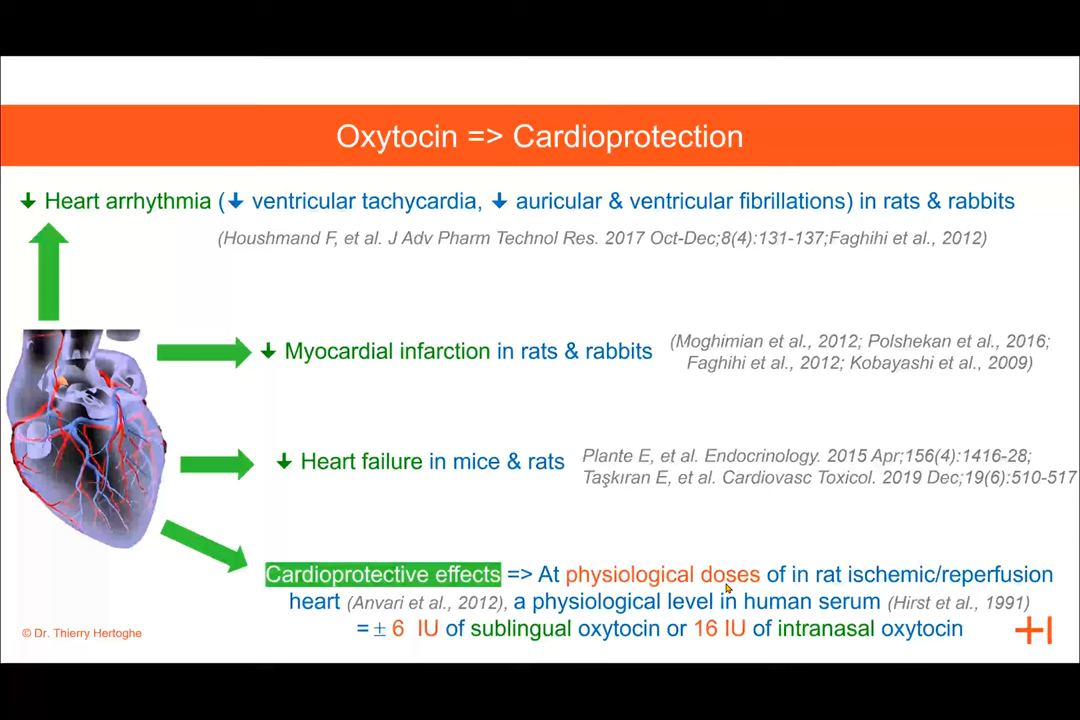 Oxytocin => Cardioprotection
↓ Heart arrhythmia (↓ ventricular tachycardia, ↓ auricular & ventricular fibrillations) in rats & rabbits
(Houshmand F, et al. J Adv Pharm Technol Res. 2017 Oct-Dec;8(4):131-137;Faghihi et al., 2012)
↓ Myocardial infarction in rats & rabbits
(Moghimian et al., 2012; Polshekan et al., 2016;
Faghihi et al., 2012; Kobayashi et al., 2009)
↓ Heart failure in mice & rats
Plante E, et al. Endocrinology. 2015 Apr;156(4):1416-28;
Taşkıran E, et al. Cardiovasc Toxicol. 2019 Dec;19(6):510-517
Cardioprotective effects => At physiological doses of in rat ischemic/reperfusion
heart (Anvari et al., 2012), a physiological level in human serum (Hirst et al., 1991)
= ± 6 IU of sublingual oxytocin or 16 IU of intranasal oxytocin
© Dr. Thierry Hertoghe